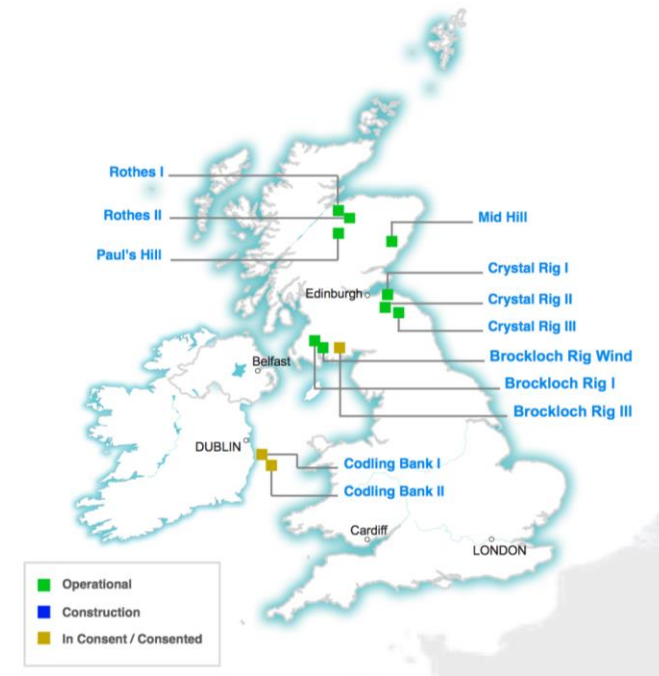 Rothes I
Rothes II
Mid Hill
Paul's Hill
Crystal Rig I
Edinburgh
Crystal Rig II
Crystal Rig III
Brockloch Rig Wind
Belfast
Brockloch Rig I
Brockloch Rig III
DUBLIN
Codling Bank I
Codling Bank II
Cardiff
LONDON
Operational
Construction
In Consent / Consented